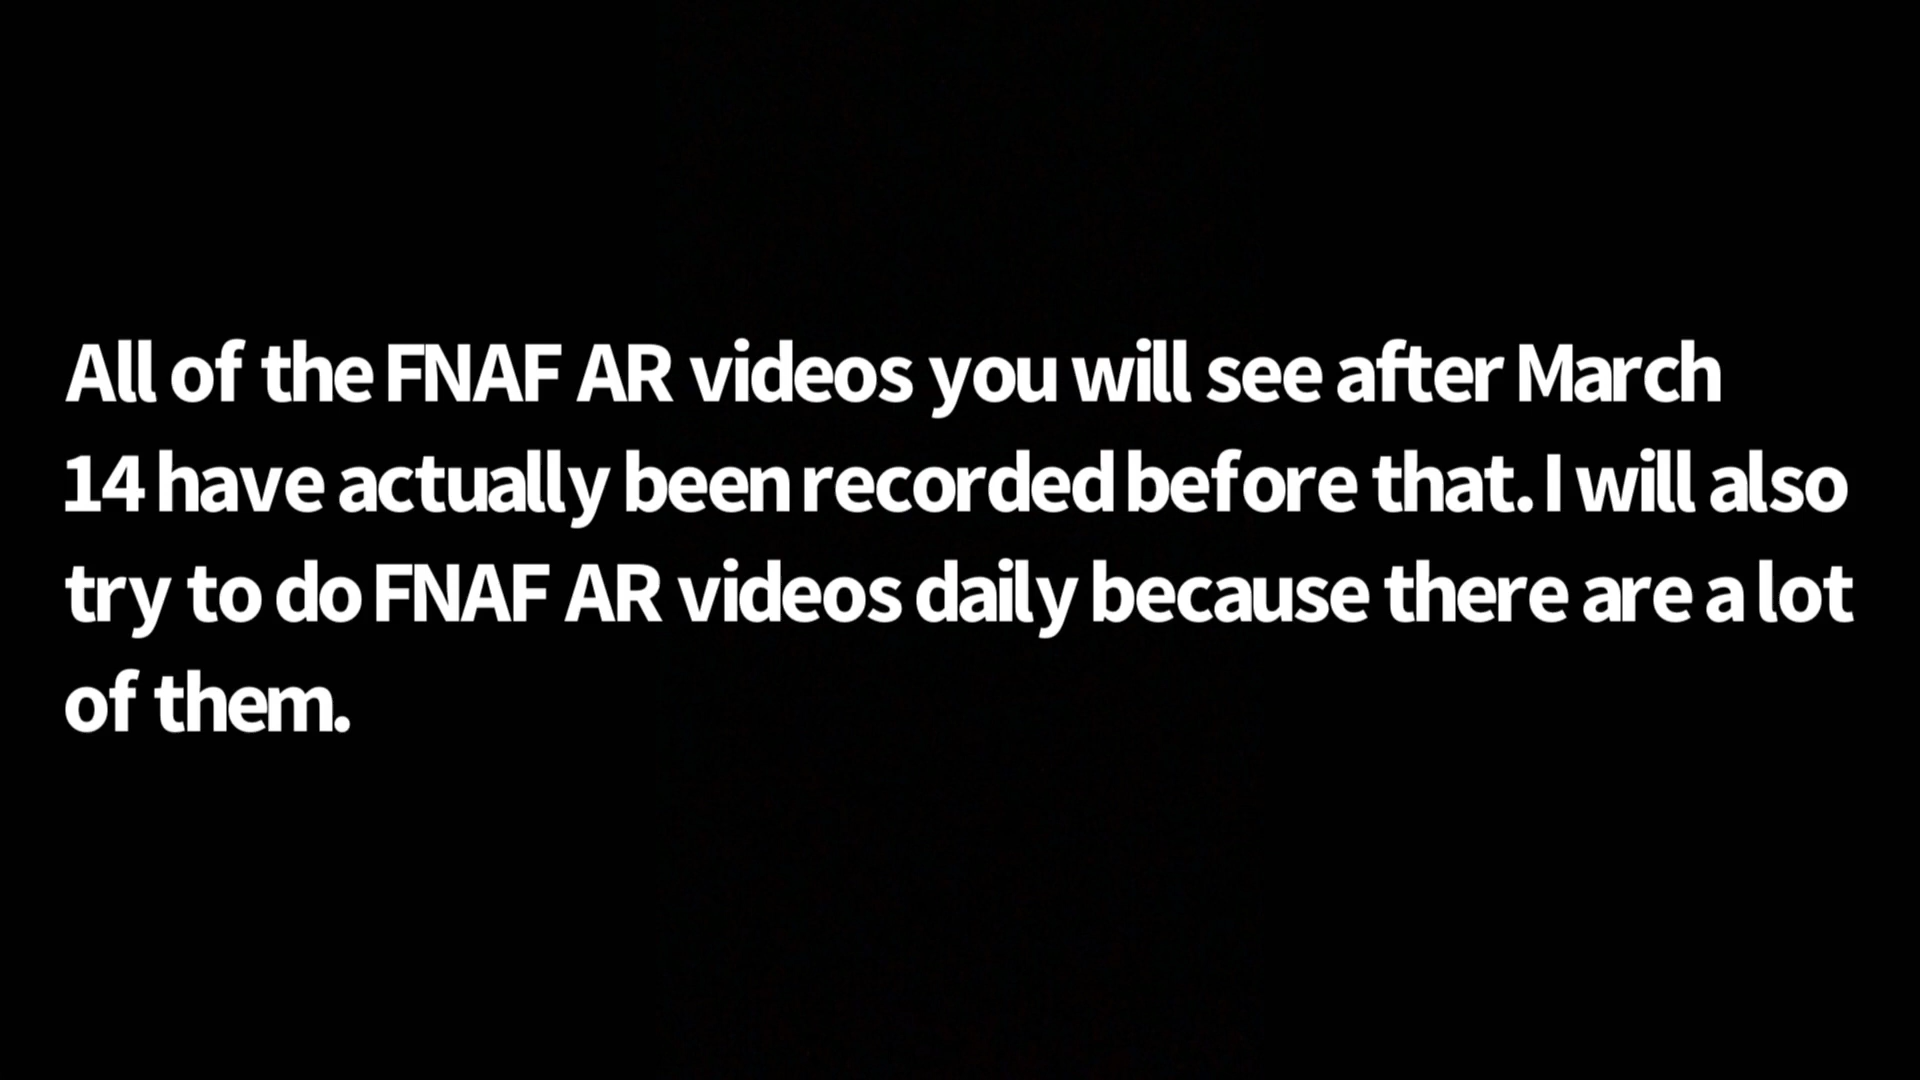 All of the FNAF AR videos you will see after March
14 have actually been recorded before that. I will also
try to do FNAF AR videos daily because there are a lot
of them.